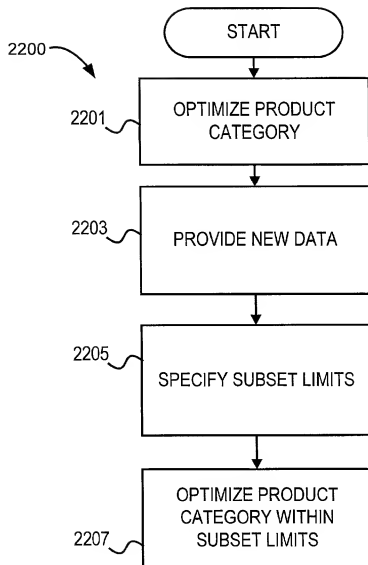 START
2200
2201
OPTIMIZE PRODUCT
CATEGORY
2203
PROVIDE NEW DATA
2205
SPECIFY SUBSET LIMITS
OPTIMIZE PRODUCT
CATEGORY WITHIN
SUBSET LIMITS
2207